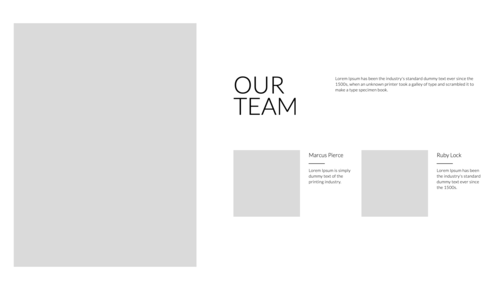 OUR
TEAM
Lorem Ipsum has been the industry's standard dummy text ever since the
1500s, when an unknown printer took a galley of type and scrambled it to
make a type specimen book.
Marcus Pierce
Lorem Ipsum is simply
dummy text of the
printing industry.
Ruby Lock
Lorem Ipsum has been
the industry's standard
dummy text ever since
the 1500s.